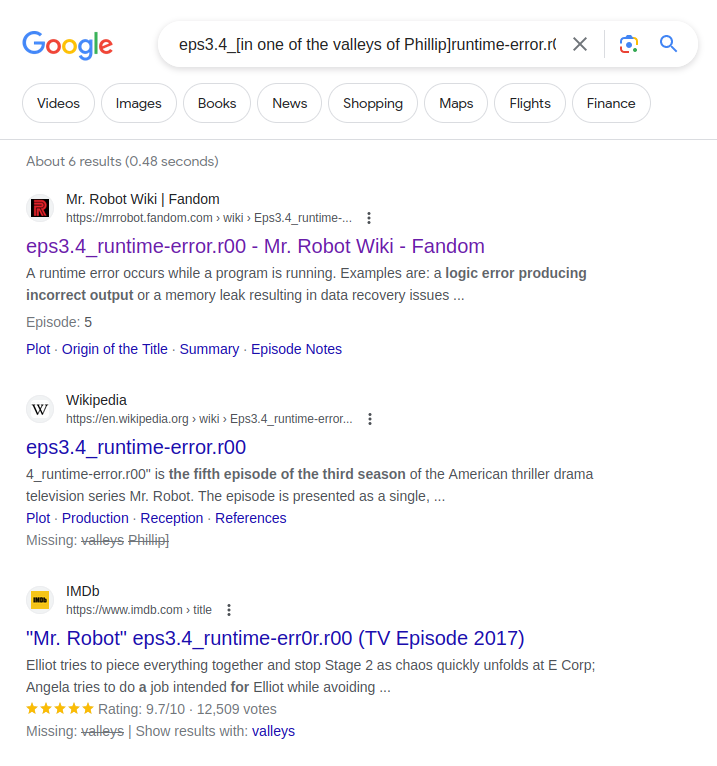 Google
eps3.4_[in one of the valleys of Phillip]runtime-error.r0
Videos Images Books News Shopping Maps Flights Finance
About 6 results (0.48 seconds)
Mr. Robot Wiki | Fandom
https://mrrobot.fandom.com › wiki › Eps3.4_runtime-...
eps3.4_runtime-error.r00 - Mr. Robot Wiki - Fandom
A runtime error occurs while a program is running. Examples are: a logic error producing
incorrect output or a memory leak resulting in data recovery issues ...
Episode: 5
Plot · Origin of the Title · Summary · Episode Notes
W
Wikipedia
https://en.wikipedia.org › wiki › Eps3.4_runtime-error...
eps3.4_runtime-error.r00
4_runtime-error.r00" is the fifth episode of the third season of the American thriller drama
television series Mr. Robot. The episode is presented as a single, ...
Plot · Production · Reception · References
Missing: valleys Phillip]
IMDb
IMDb
https://www.imdb.com › title
"Mr. Robot" eps3.4_runtime-err0r.r00 (TV Episode 2017)
Elliot tries to piece everything together and stop Stage 2 as chaos quickly unfolds at E Corp;
Angela tries to do a job intended for Elliot while avoiding ...
Rating: 9.7/10 · 12,509 votes
Missing: valleys | Show results with: valleys